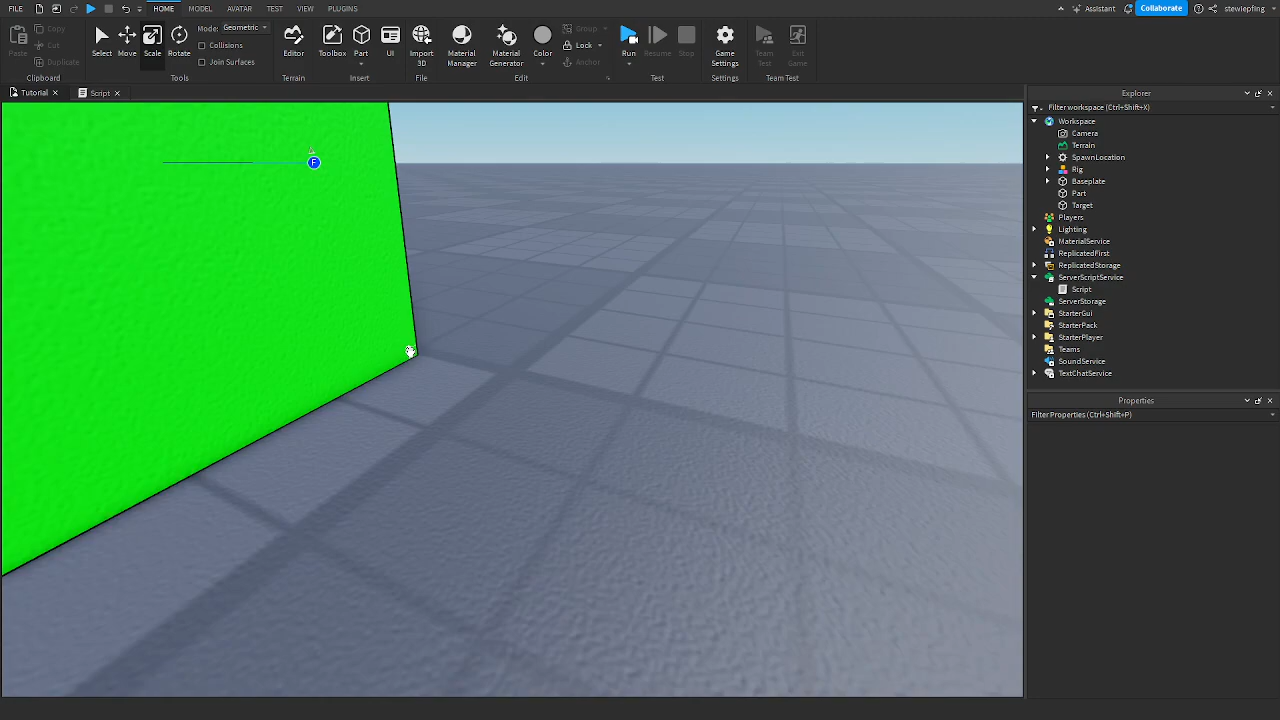 FILE HOME MODEL AVATAR TEST VIEW PLUGINS Assistant Collaborate stewiepfing
Paste Copy Cut Duplicate Select Move Scale Rotate Mode: Geometric Collisions Join Surfaces Editor Toolbox Part UI Import 3D Material Manager Material Generator Color Group Lock Anchor Run Resume Stop Game Settings Team Test Exit Game
Clipboard Tools Terrain Insert File Edit Test Settings Team Test
Tutorial Script
Explorer
Filter workspace (Ctrl+Shift+X)
Workspace
Camera
Terrain
SpawnLocation
Rig
Baseplate
Part
Target
Players
Lighting
MaterialService
ReplicatedFirst
ReplicatedStorage
ServerScriptService
Script
ServerStorage
StarterGui
StarterPack
StarterPlayer
Teams
SoundService
TextChatService
Properties
Filter Properties (Ctrl+Shift+P)
F